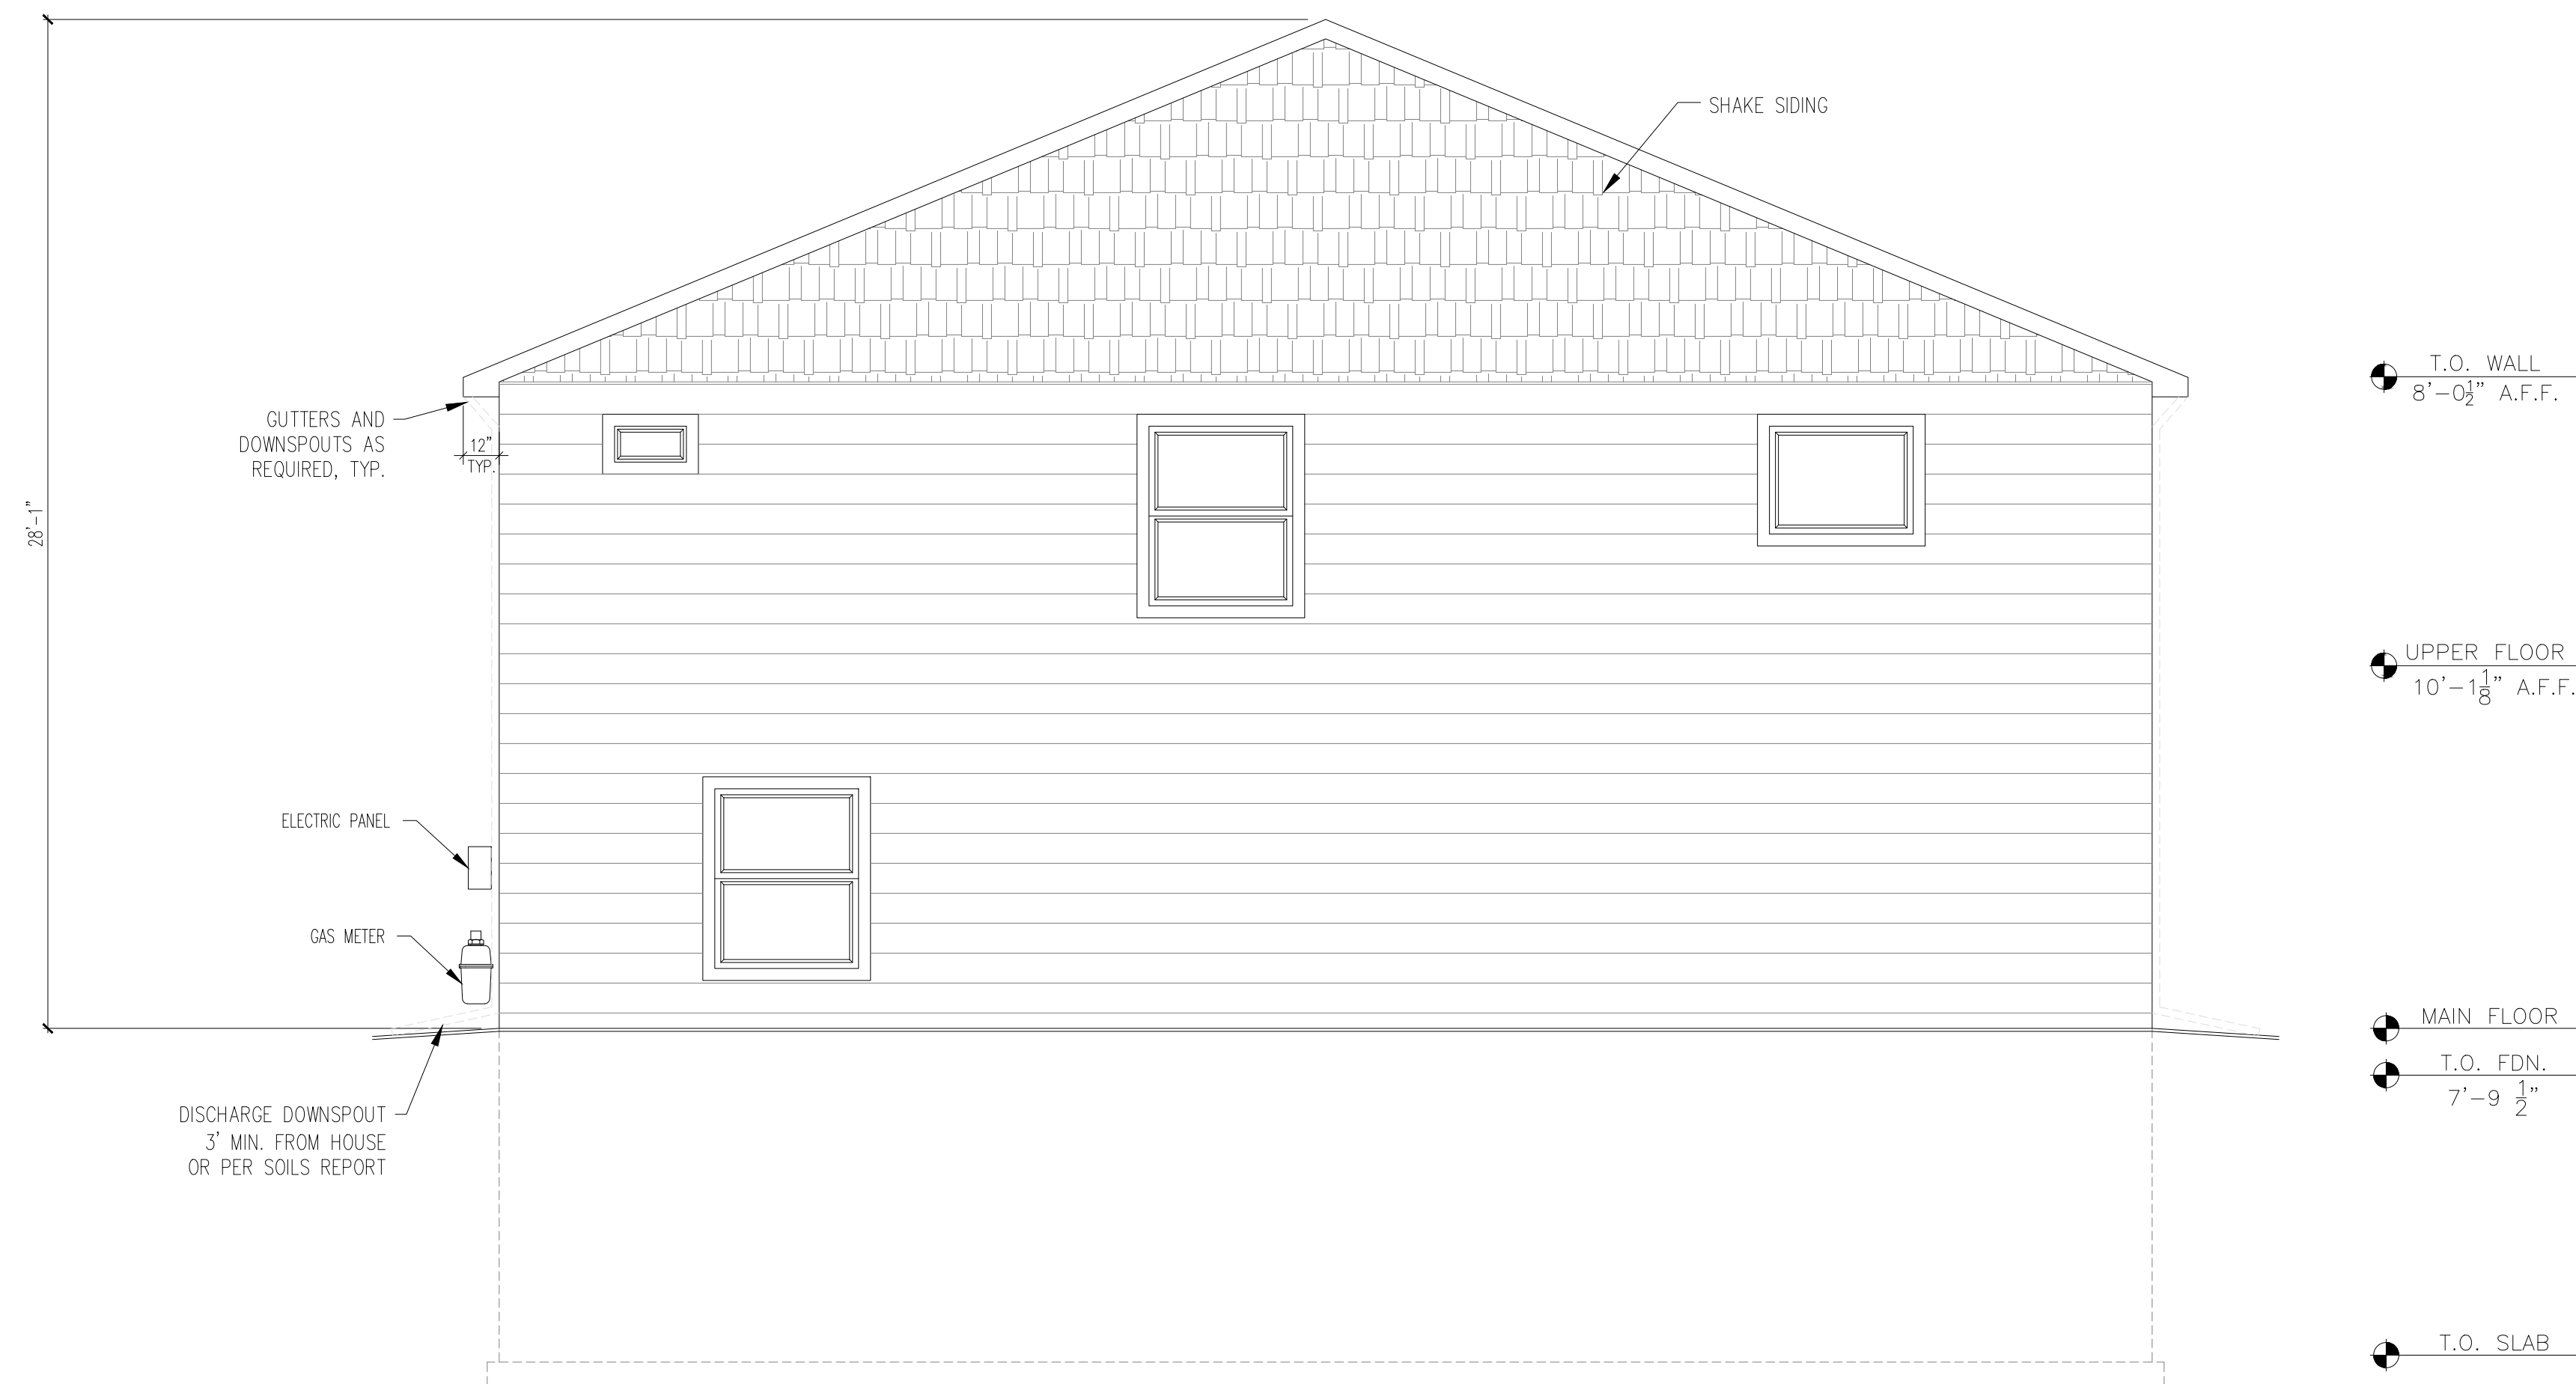 SHAKE SIDING
T.O. WALL
8'-0½" A.F.F.
GUTTERS AND
DOWNSPOUTS AS
REQUIRED, TYP.
12"
TYP.
28'-1"
UPPER FLOOR
10'-1⅛" A.F.F.
ELECTRIC PANEL
GAS METER
MAIN FLOOR
T.O. FDN.
7'-9 ½"
DISCHARGE DOWNSPOUT
3' MIN. FROM HOUSE
OR PER SOILS REPORT
T.O. SLAB